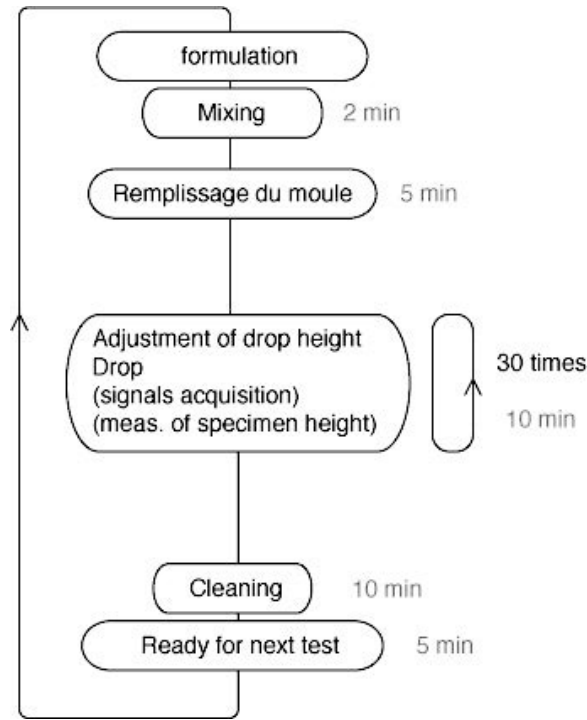 formulation
Mixing 2 min
Remplissage du moule 5 min
Adjustment of drop height
Drop
(signals acquisition)
(meas. of specimen height)
30 times
10 min
Cleaning 10 min
Ready for next test 5 min